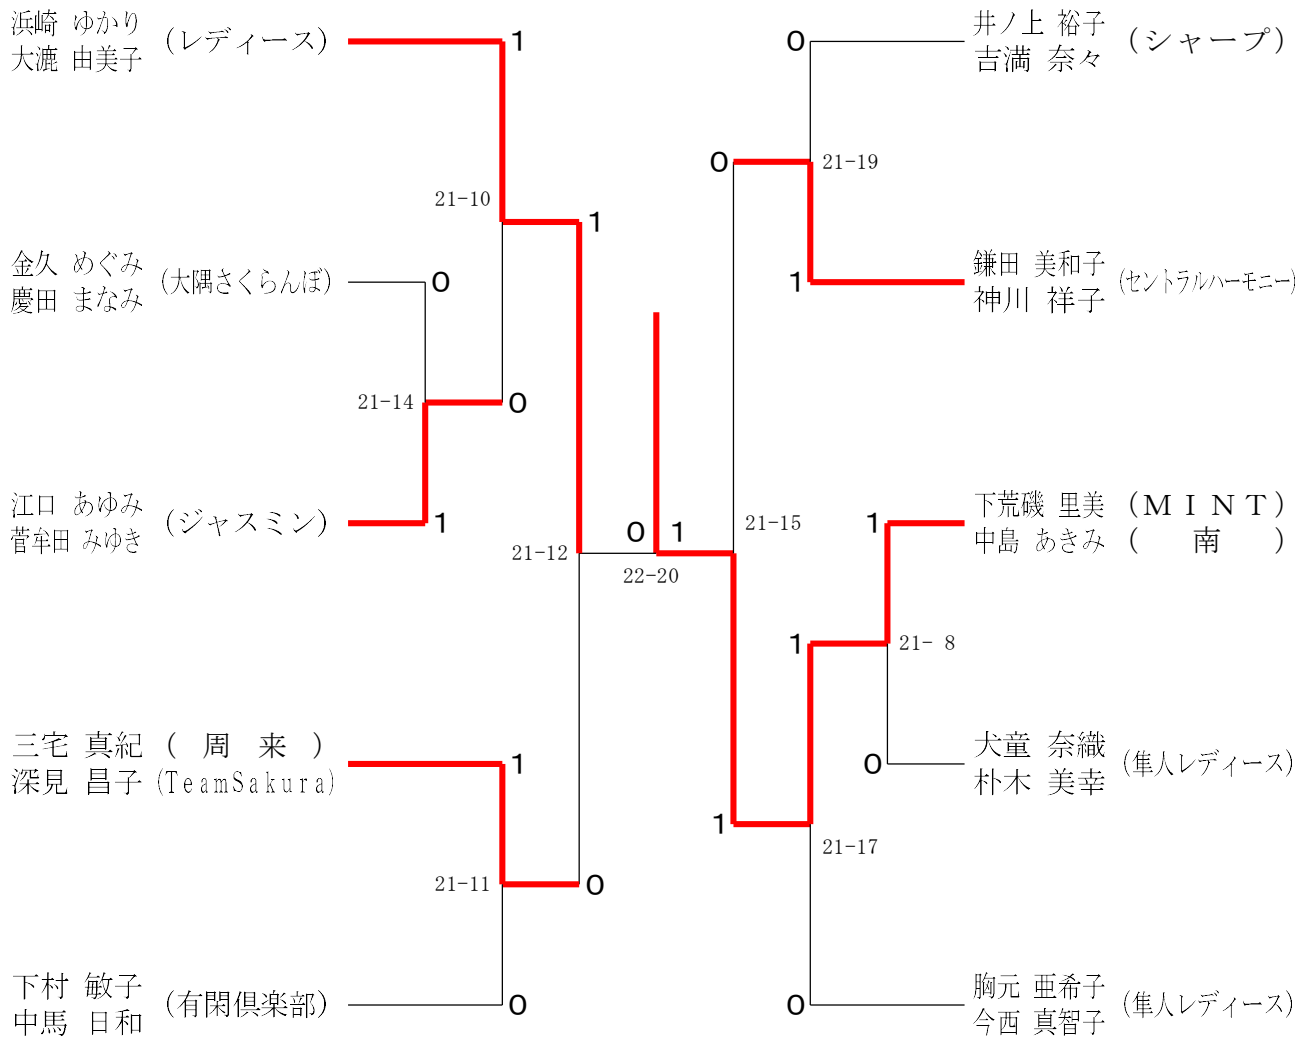 浜崎 ゆかり
大漉 由美子
(レディース)
1
21-10
1
金久 めぐみ
慶田 まなみ
(大隅さくらんぼ)
0
21-14
0
江口 あゆみ
菅牟田 みゆき
(ジャスミン)
1
21-12
三宅 真紀 (周来)
深見 昌子 (TeamSakura)
1
21-11
0
下村 敏子
中馬 日和
(有閑倶楽部)
0
0 1
22-20
井ノ上 裕子
吉満 奈々
(シャープ)
0
0
21-19
鎌田 美和子
神川 祥子
(セントラルハーモニー)
1
21-15
下荒磯 里美 (MINT)
中島 あきみ (南)
1
1
21- 8
犬童 奈織
朴木 美幸
(隼人レディース)
0
1
21-17
胸元 亜希子
今西 真智子
(隼人レディース)
0